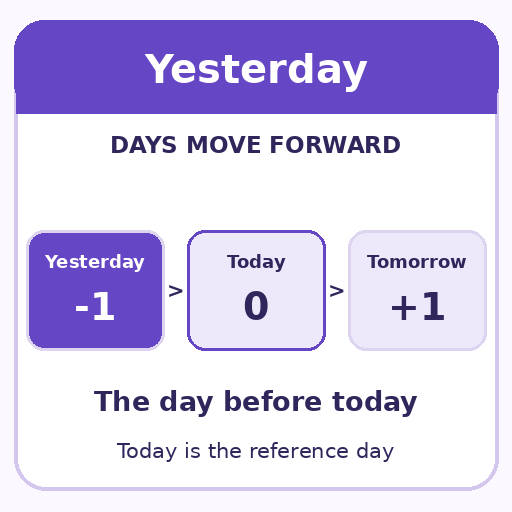 Yesterday
DAYS MOVE FORWARD
Yesterday > Today > Tomorrow
-1 0 +1
The day before today
Today is the reference day